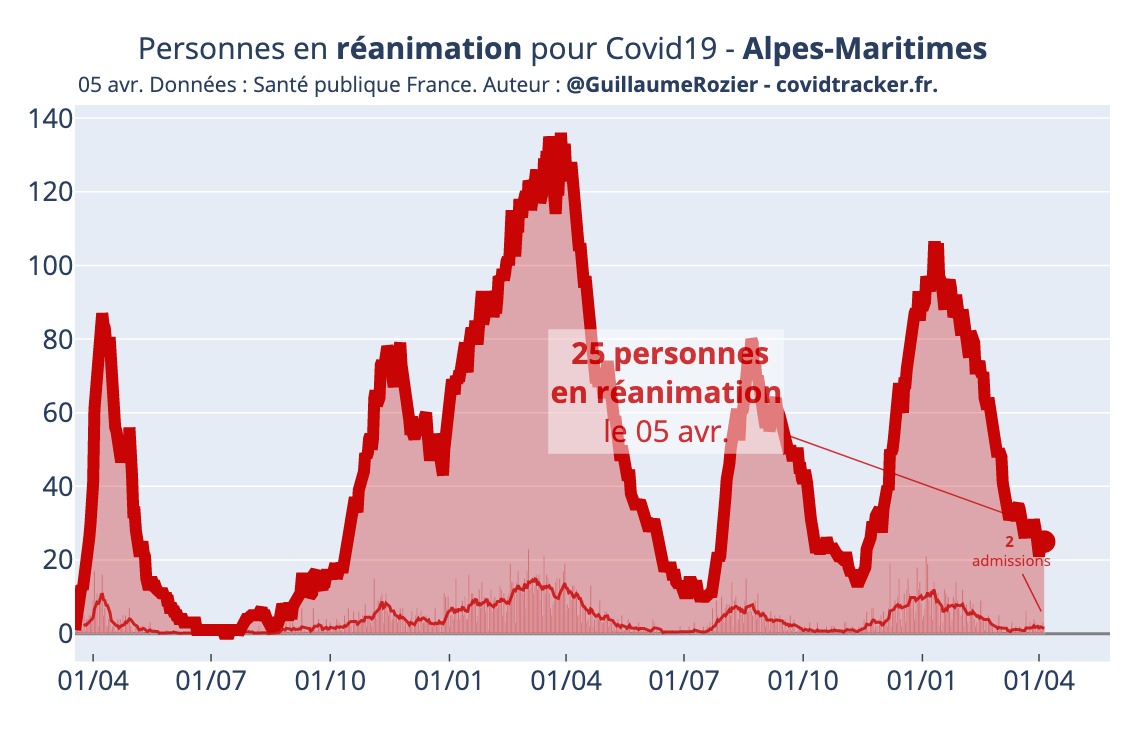 Personnes en réanimation pour Covid19 - Alpes-Maritimes
05 avr. Données : Santé publique France. Auteur : @GuillaumeRozier - covidtracker.fr.
140
120
100
80
60
40
20
0
25 personnes
en réanimation
le 05 avr.
2
admissions
01/04 01/07 01/10 01/01 01/04 01/07 01/10 01/01 01/04